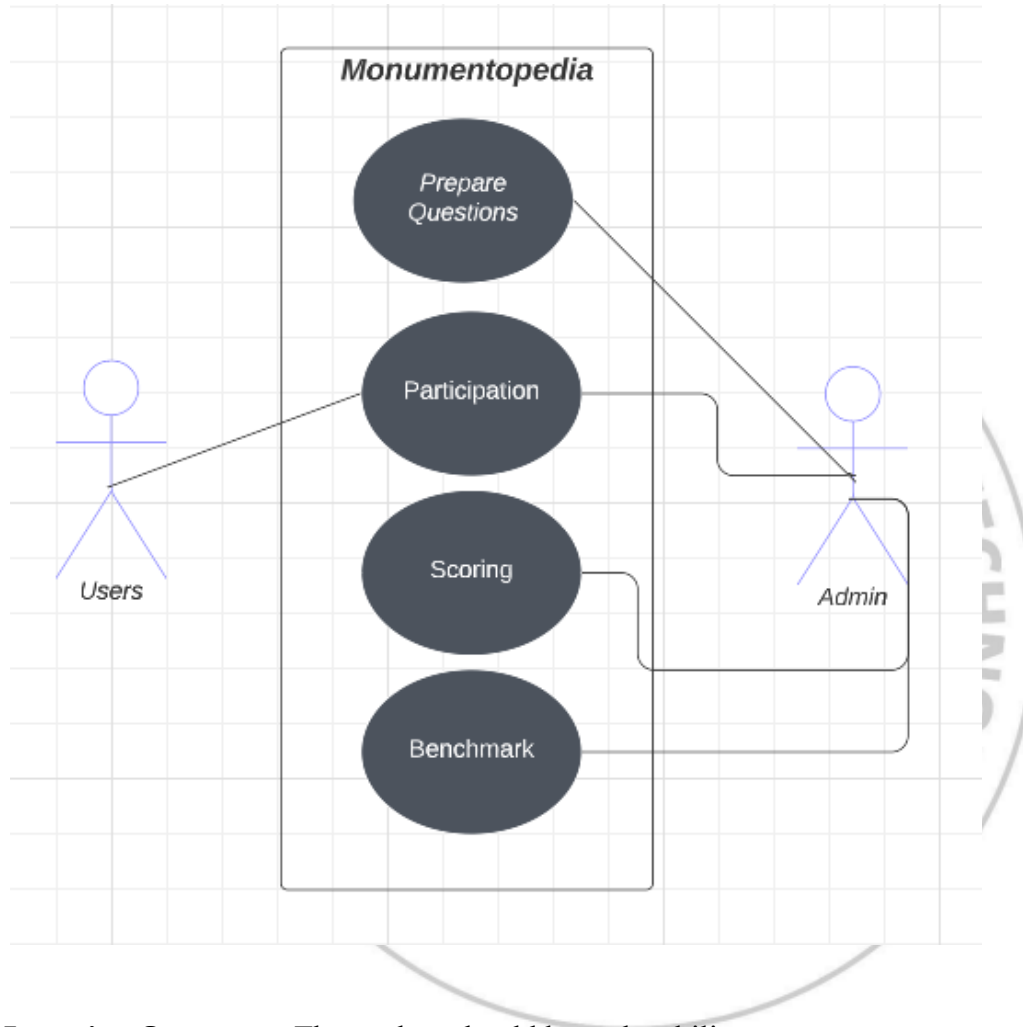 Monumentopedia
Prepare
Questions
Participation
Scoring
Benchmark
Users
Admin